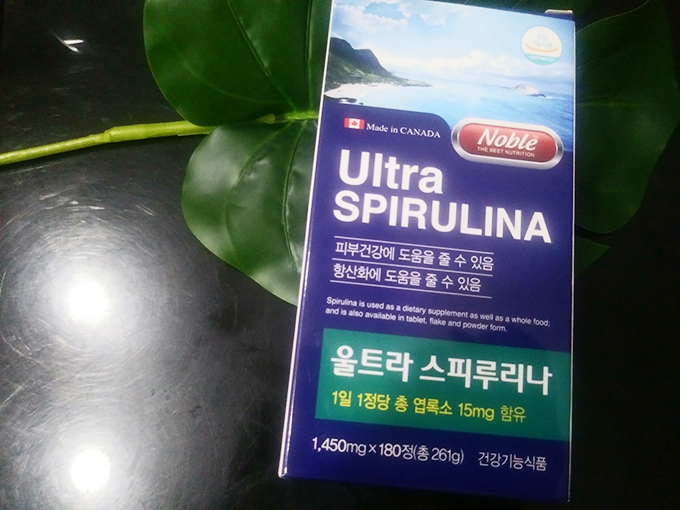 Made in CANADA
Noble
THE BEST NUTRITION
Ultra
SPIRULINA
피부건강에 도움을 줄 수 있음
항산화에 도움을 줄 수 있음
Spirulina is used as a dietary supplement as well as a whole food;
and is also available in tablet, flake and powder form.
울트라 스피루리나
1일 1정당 총 엽록소 15mg 함유
1,450mg×180정(총 261g) 건강기능식품